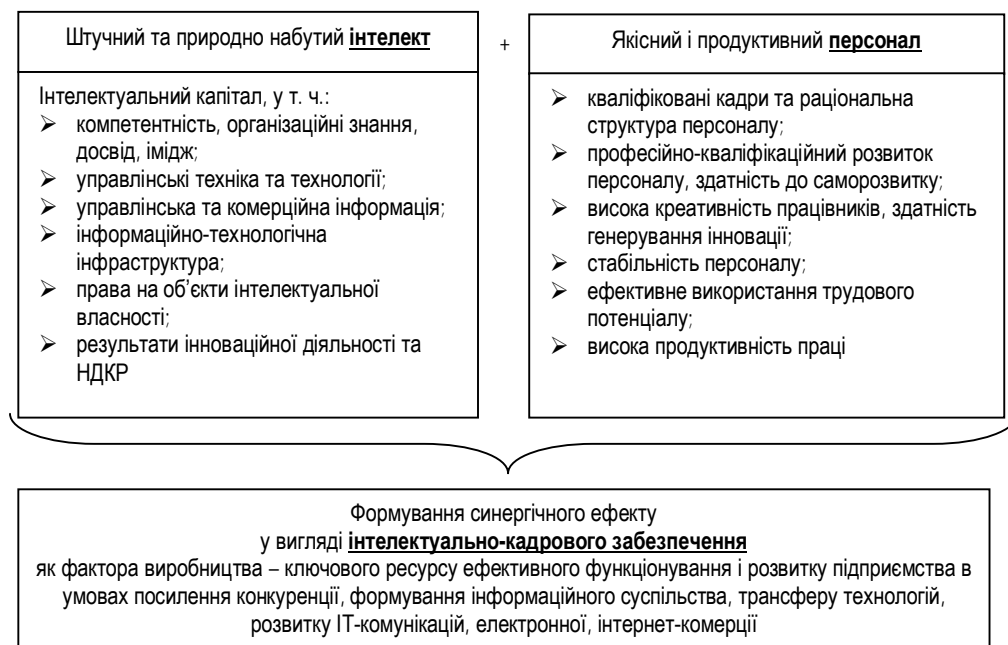 Штучний та природно набутий інтелект
+
Якісний і продуктивний персонал
Інтелектуальний капітал, у т. ч.:
➢ компетентність, організаційні знання,
досвід, імідж;
➢ управлінські техніка та технології;
➢ управлінська та комерційна інформація;
➢ інформаційно-технологічна
інфраструктура;
➢ права на об’єкти інтелектуальної
власності;
➢ результати інноваційної діяльності та
НДКР
➢ кваліфіковані кадри та раціональна
структура персоналу;
➢ професійно-кваліфікаційний розвиток
персоналу, здатність до саморозвитку;
➢ висока креативність працівників, здатність
генерування інновації;
➢ стабільність персоналу;
➢ ефективне використання трудового
потенціалу;
➢ висока продуктивність праці
Формування синергічного ефекту
у вигляді інтелектуально-кадрового забезпечення
як фактора виробництва – ключового ресурсу ефективного функціонування і розвитку підприємства в
умовах посилення конкуренції, формування інформаційного суспільства, трансферу технологій,
розвитку ІТ-комунікацій, електронної, інтернет-комерції